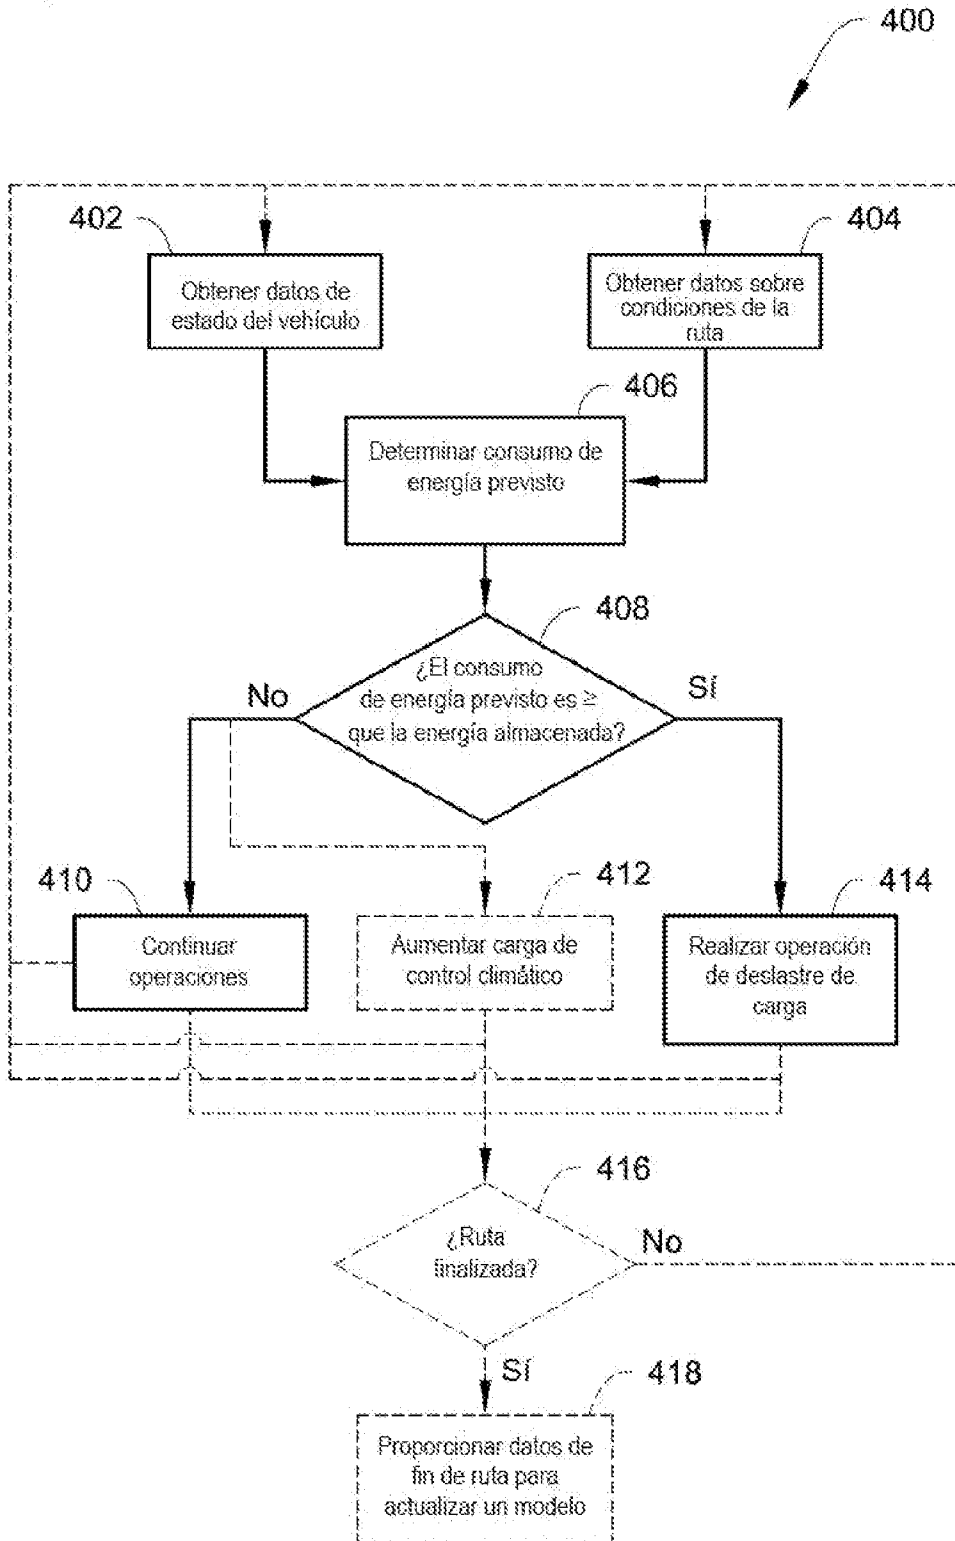 400
402
404
Obtener datos de
estado del vehículo
Obtener datos sobre
condiciones de la
ruta
406
Determinar consumo de
energía previsto
408
¿El consumo
de energía previsto es ≥
que la energía almacenada?
No
Sí
410
412
414
Continuar
operaciones
Aumentar carga de
control climático
Realizar operación
de deslastre de
carga
416
¿Ruta
finalizada?
No
Sí
418
Proporcionar datos de
fin de ruta para
actualizar un modelo